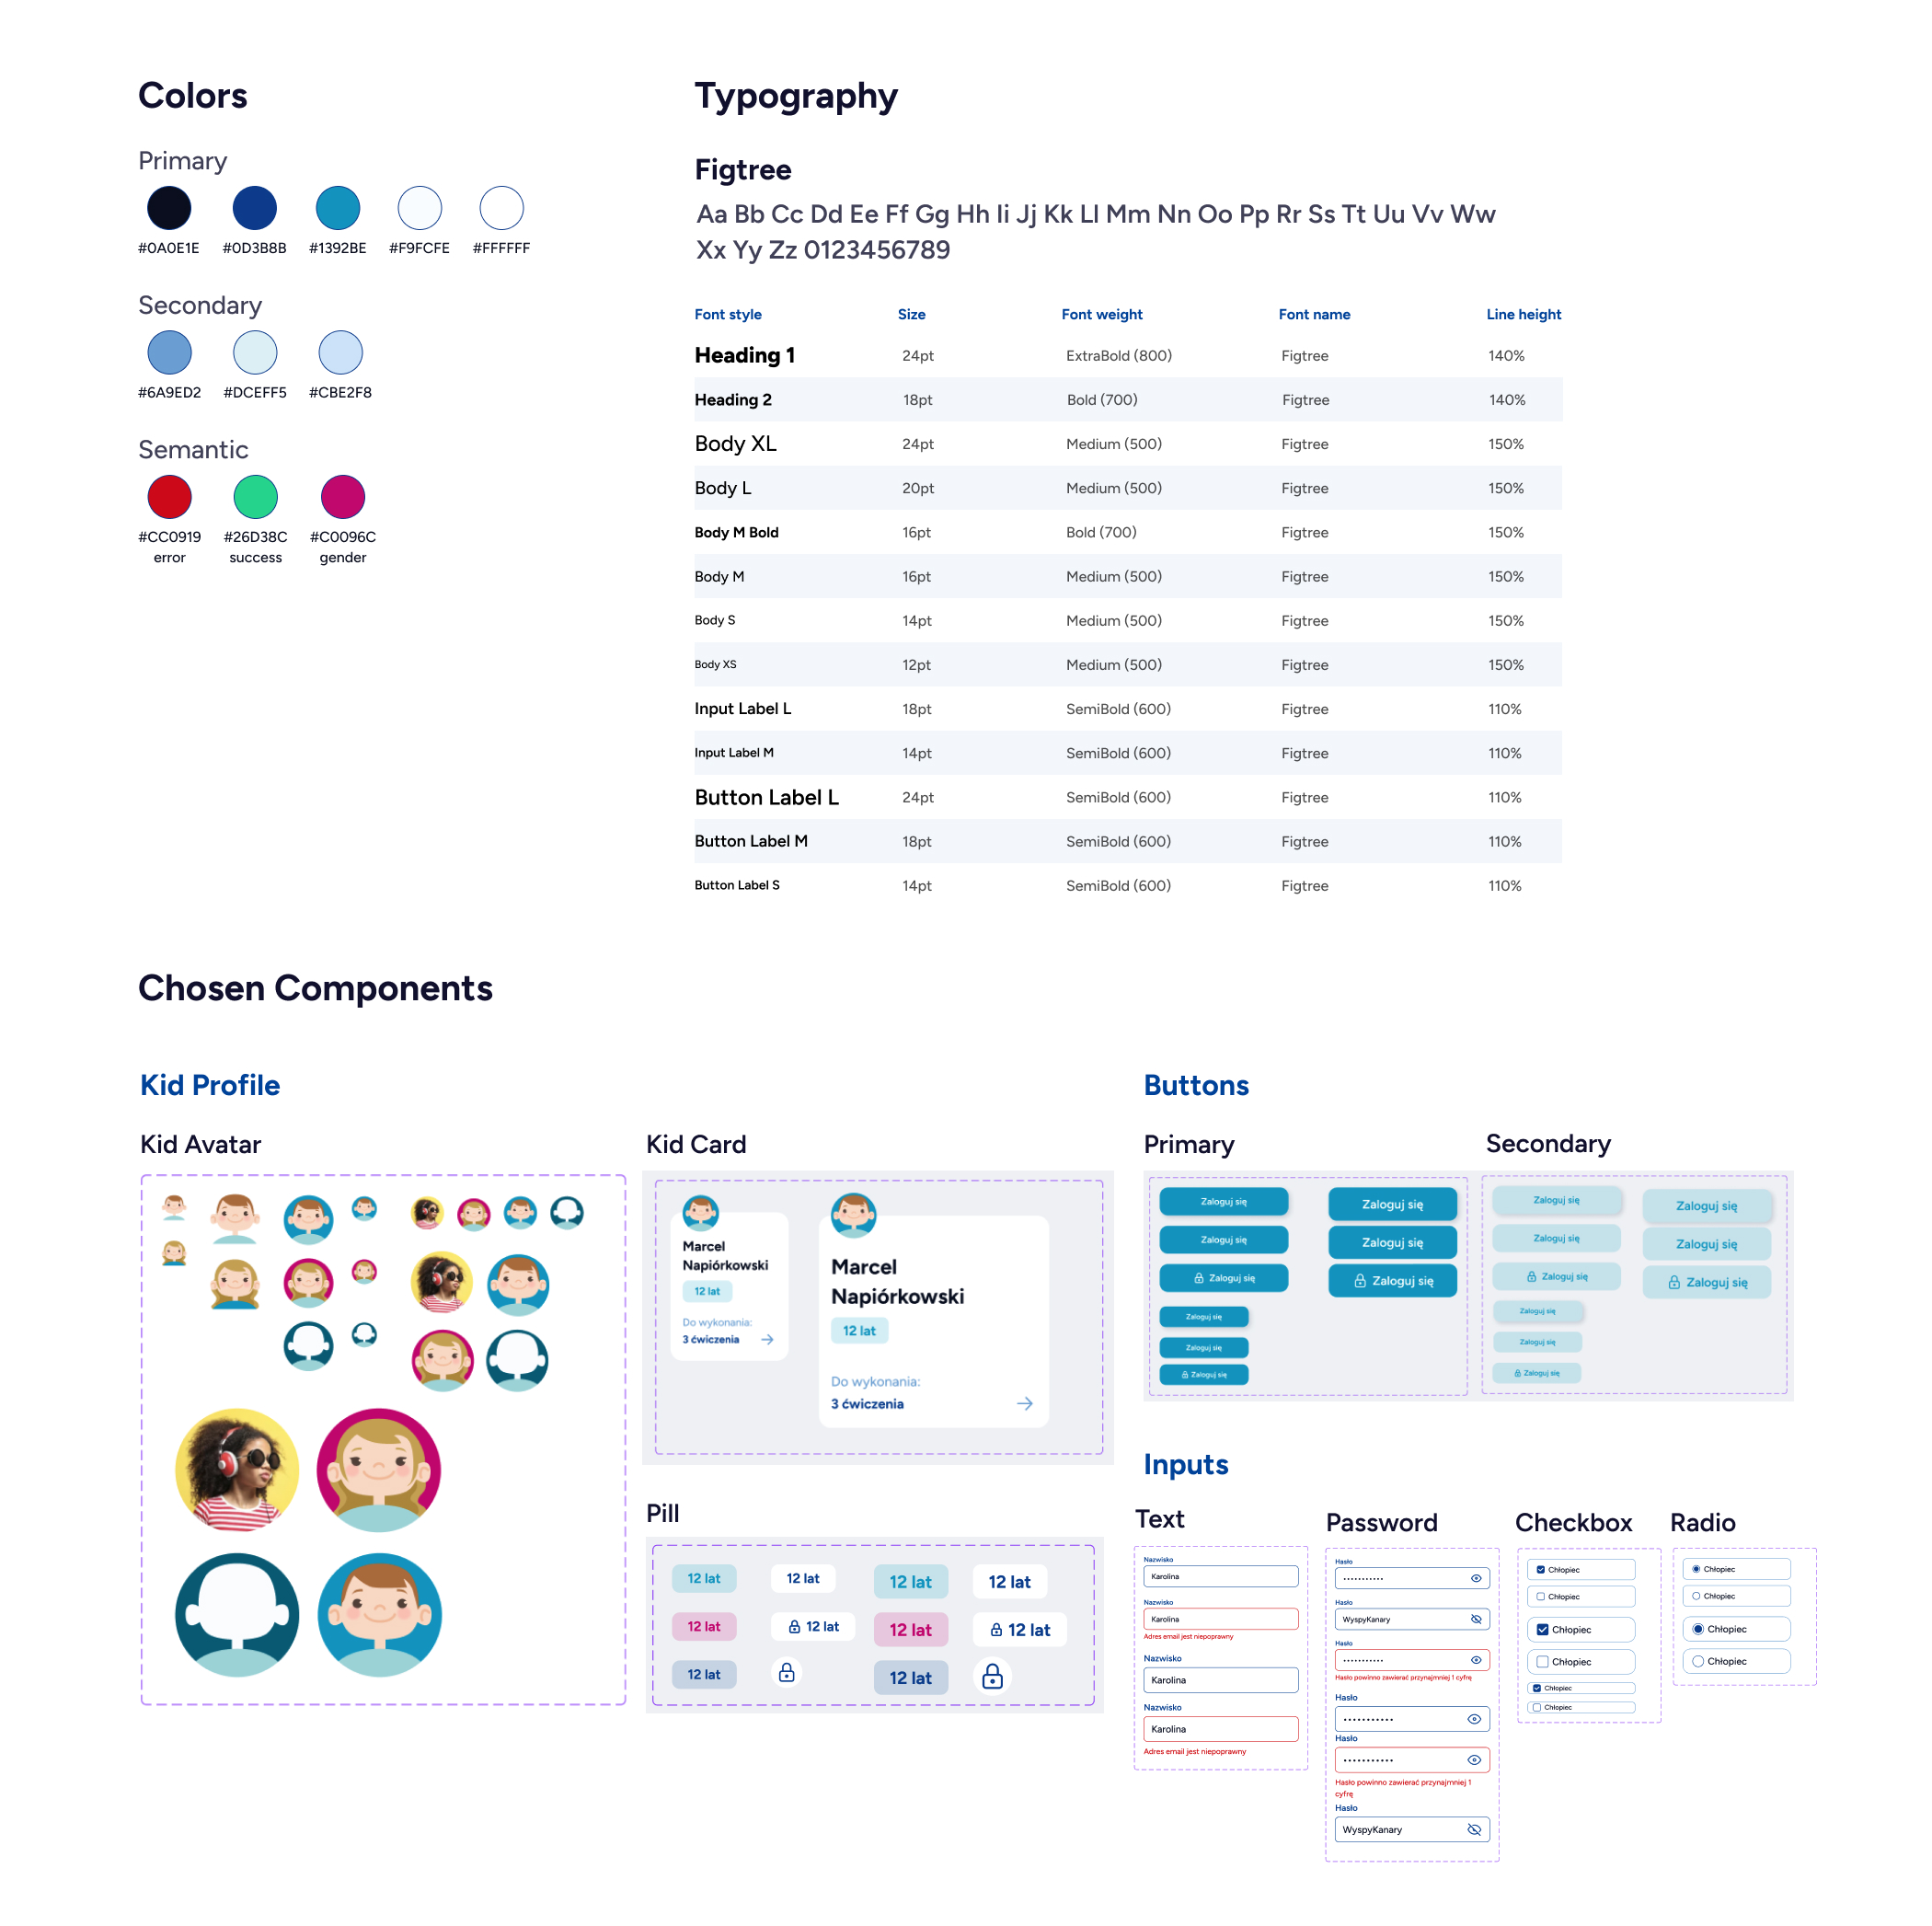 Colors
Primary
#0A0E1E #0D3B8B #1392BE #F9FCFE #FFFFFF
Secondary
#6A9ED2 #DCEFF5 #CBE2F8
Semantic
#CC0919 #26D38C #C0096C
error success gender
Typography
Figtree
Aa Bb Cc Dd Ee Ff Gg Hh Ii Jj Kk Ll Mm Nn Oo Pp Rr Ss Tt Uu Vv Ww
Xx Yy Zz 0123456789
Font style Size Font weight Font name Line height
Heading 1 24pt ExtraBold (800) Figtree 140%
Heading 2 18pt Bold (700) Figtree 140%
Body XL 24pt Medium (500) Figtree 150%
Body L 20pt Medium (500) Figtree 150%
Body M Bold 16pt Bold (700) Figtree 150%
Body M 16pt Medium (500) Figtree 150%
Body S 14pt Medium (500) Figtree 150%
Body XS 12pt Medium (500) Figtree 150%
Input Label L 18pt SemiBold (600) Figtree 110%
Input Label M 14pt SemiBold (600) Figtree 110%
Button Label L 24pt SemiBold (600) Figtree 110%
Button Label M 18pt SemiBold (600) Figtree 110%
Button Label S 14pt SemiBold (600) Figtree 110%
Chosen Components
Kid Profile
Kid Avatar
Kid Card
Marcel
Napiórkowski
12 lat
Do wykonania:
3 ćwiczenia
Marcel
Napiórkowski
12 lat
Do wykonania:
3 ćwiczenia
Pill
12 lat 12 lat 12 lat 12 lat
12 lat 12 lat 12 lat 12 lat
12 lat 12 lat
Buttons
Primary
Zaloguj się Zaloguj się
Zaloguj się Zaloguj się
Zaloguj się Zaloguj się
Zaloguj się
Zaloguj się
Zaloguj się
Secondary
Zaloguj się Zaloguj się
Zaloguj się Zaloguj się
Zaloguj się Zaloguj się
Zaloguj się
Zaloguj się
Zaloguj się
Inputs
Text
Nazwisko
Karolina
Nazwisko
Karolina
Adres email jest niepoprawny
Nazwisko
Karolina
Nazwisko
Karolina
Adres email jest niepoprawny
Password
Hasło
•••••••••••
Hasło
WyspyKanary
Hasło
•••••••••••
Hasło powinno zawierać przynajmniej 1 cyfrę
Hasło
•••••••••••
Hasło
•••••••••••
Hasło powinno zawierać przynajmniej 1
cyfrę
Hasło
WyspyKanary
Checkbox
Chłopiec
Chłopiec
Chłopiec
Chłopiec
Chłopiec
Chłopiec
Radio
Chłopiec
Chłopiec
Chłopiec
Chłopiec